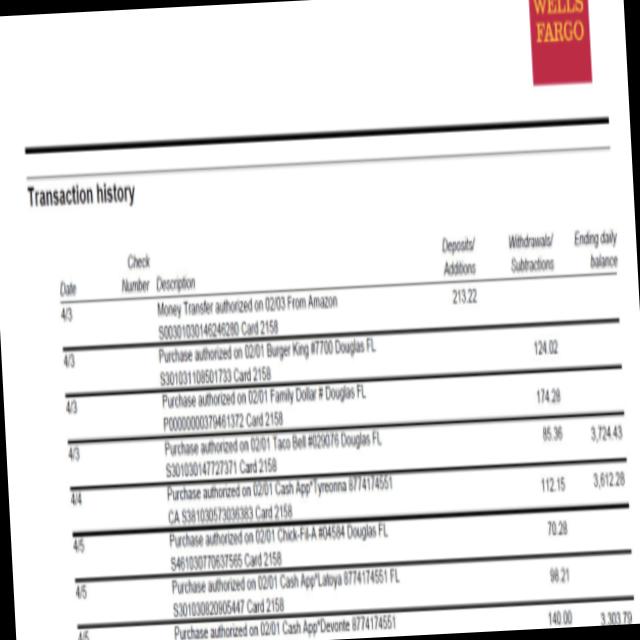 WELLS
FARGO
Transaction history
Date Check Number Description Deposits/ Additions Withdrawals/ Subtractions Ending daily balance
4/3 Money Transfer authorized on 02/03 From Amazon 213.22
S00301030146246280 Card 2158
4/3 Purchase authorized on 02/01 Burger King #7700 Douglas FL 124.02
S301031108501733 Card 2158
4/3 Purchase authorized on 02/01 Family Dollar # Douglas FL 174.28
P00000000379461372 Card 2158
4/3 Purchase authorized on 02/01 Taco Bell #029076 Douglas FL 85.36 3,724.43
S301030147727371 Card 2158
4/4 Purchase authorized on 02/01 Cash App*Tyreonna 8774174551 112.15 3,612.28
CA S381030573036383 Card 2158
4/5 Purchase authorized on 02/01 Chick-Fil-A #04584 Douglas FL 70.28
S461030770637565 Card 2158
4/5 Purchase authorized on 02/01 Cash App*Latoya 8774174551 FL 98.21
S301030820905447 Card 2158
4/5 Purchase authorized on 02/01 Cash App*Devonte 8774174551 140.00 3,303.79